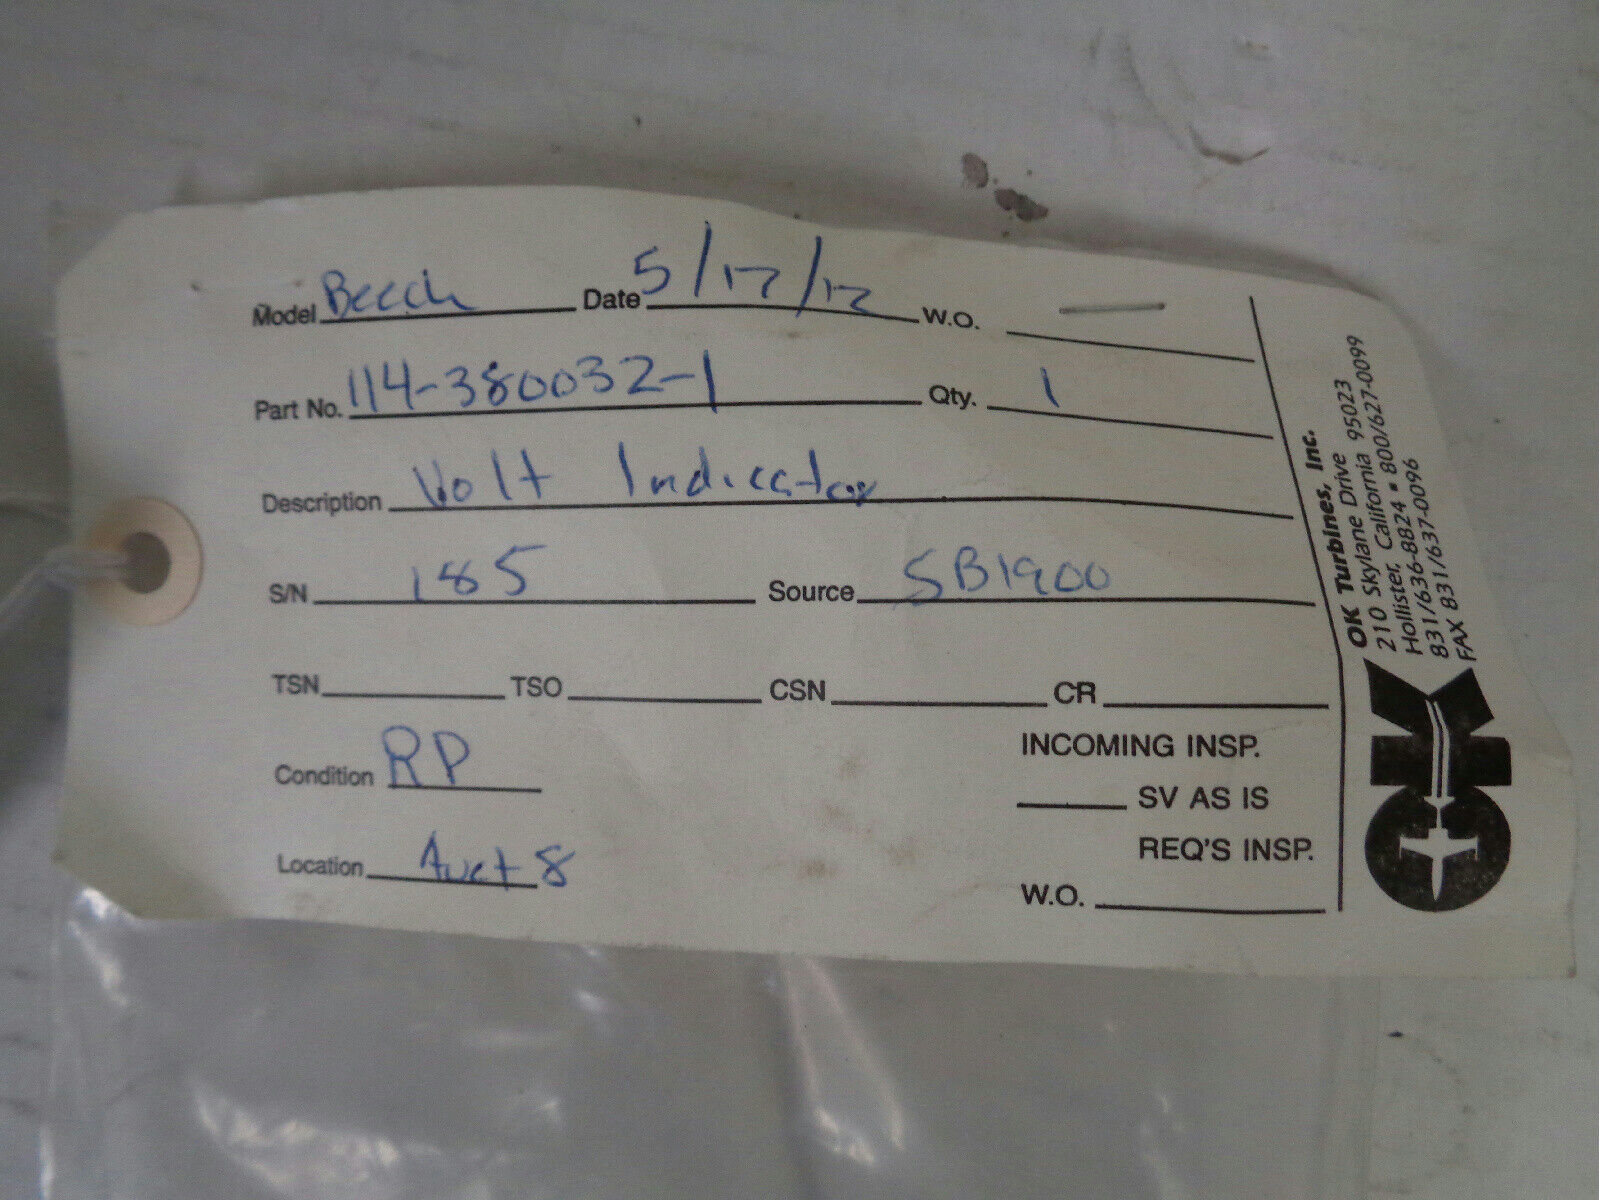 Model Beech Date 5/17/12 W.O. —
Part No. 114-380032-1 Qty. 1
Description Volt Indicator
S/N 185 Source SB1900
TSN TSO CSN CR
Condition RP INCOMING INSP.
SV AS IS
REQ'S INSP.
Location 8
W.O.
OK Turbines, Inc.
210 Skylane Drive
Hollister, California 95023
831/636-8824 ■ 800/627-0099
FAX 831/637-0096
OK